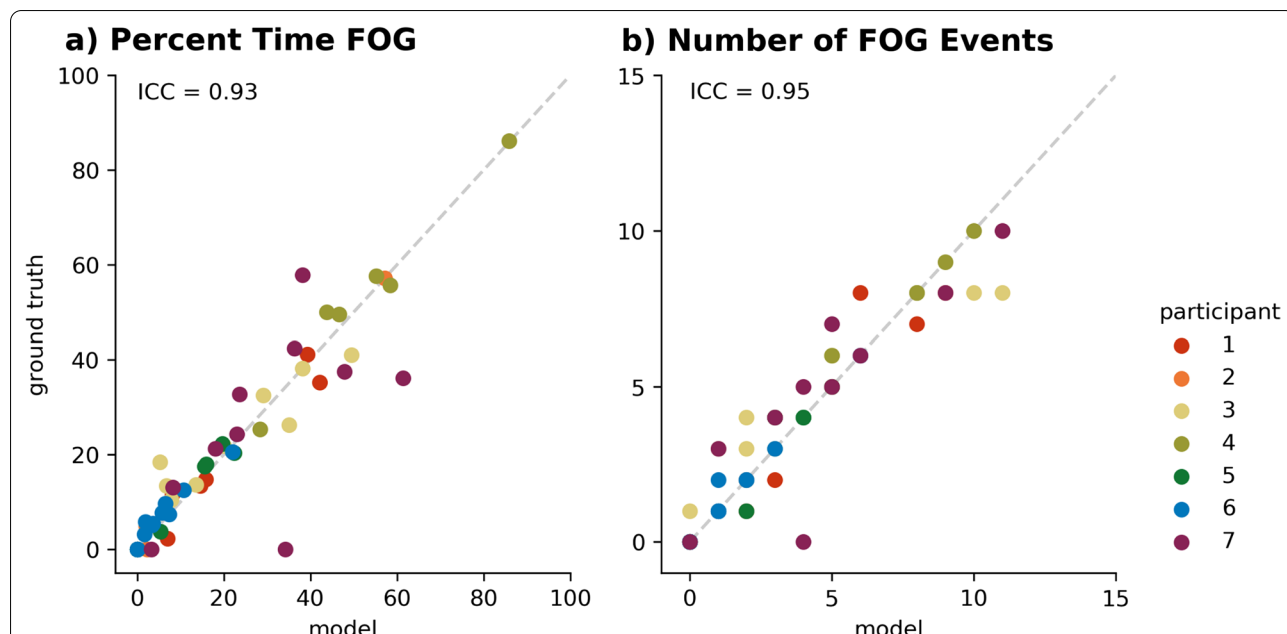 a) Percent Time FOG
100
80
60
40
20
0
ground truth
ICC = 0.93
0 20 40 60 80 100
model
b) Number of FOG Events
15
10
5
0
ICC = 0.95
0 5 10 15
model
participant
1
2
3
4
5
6
7